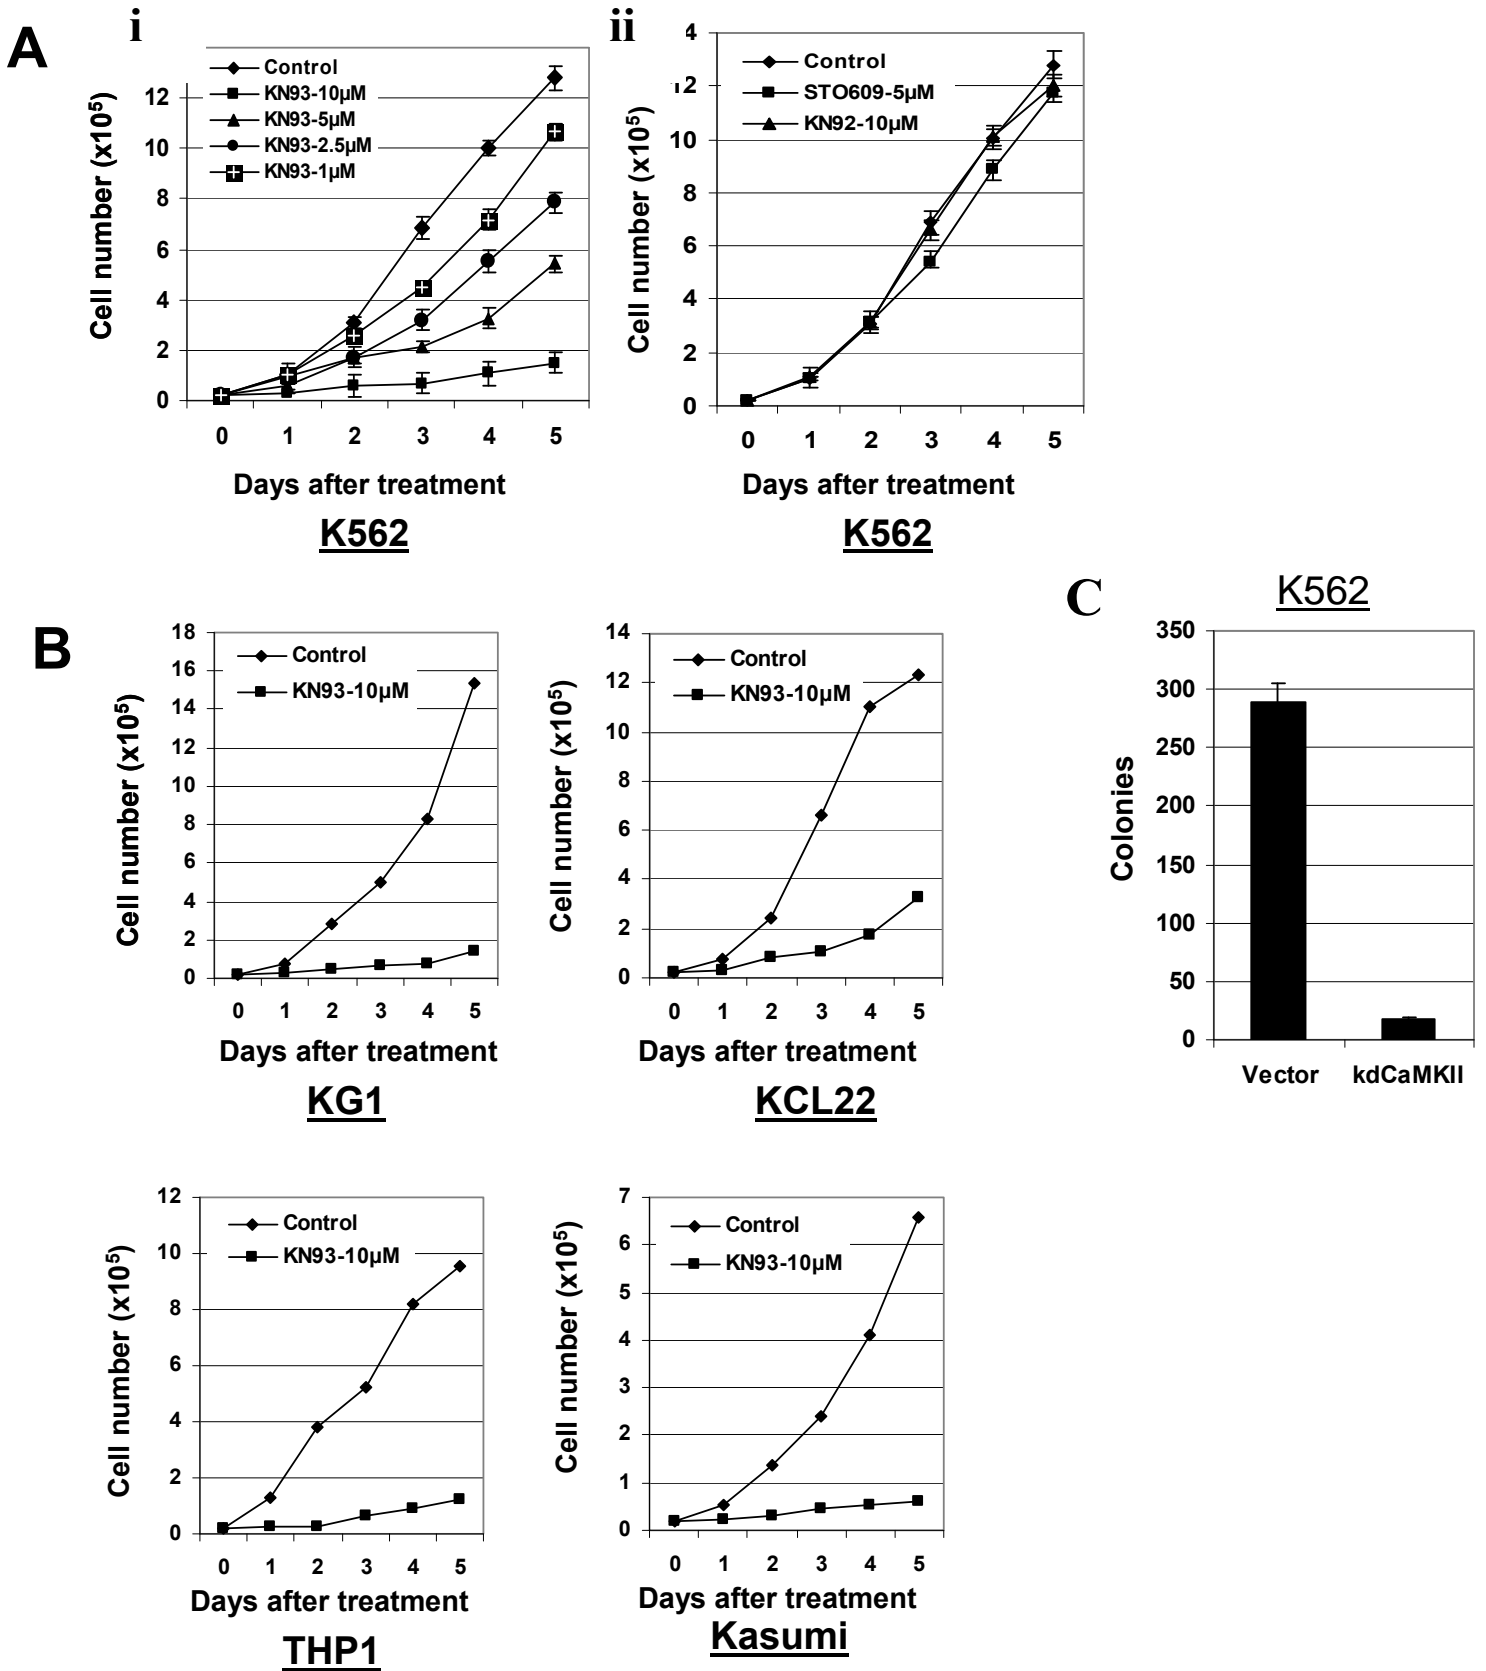 A
i
Control
KN93-10µM
KN93-5µM
KN93-2.5µM
KN93-1µM
Cell number (x10⁵)
12
10
8
6
4
2
0
0 1 2 3 4 5
Days after treatment
K562
ii
Control
STO609-5µM
KN92-10µM
Cell number (x10⁵)
4
12
10
8
6
4
2
0
0 1 2 3 4 5
Days after treatment
K562
B
Control
KN93-10µM
Cell number (x10⁵)
18
16
14
12
10
8
6
4
2
0
0 1 2 3 4 5
Days after treatment
KG1
Control
KN93-10µM
Cell number (x10⁵)
14
12
10
8
6
4
2
0
0 1 2 3 4 5
Days after treatment
KCL22
C
K562
Colonies
350
300
250
200
150
100
50
0
Vector kdCaMKII
Control
KN93-10µM
Cell number (x10⁵)
12
10
8
6
4
2
0
0 1 2 3 4 5
Days after treatment
THP1
Control
KN93-10µM
Cell number (x10⁵)
7
6
5
4
3
2
1
0
0 1 2 3 4 5
Days after treatment
Kasumi